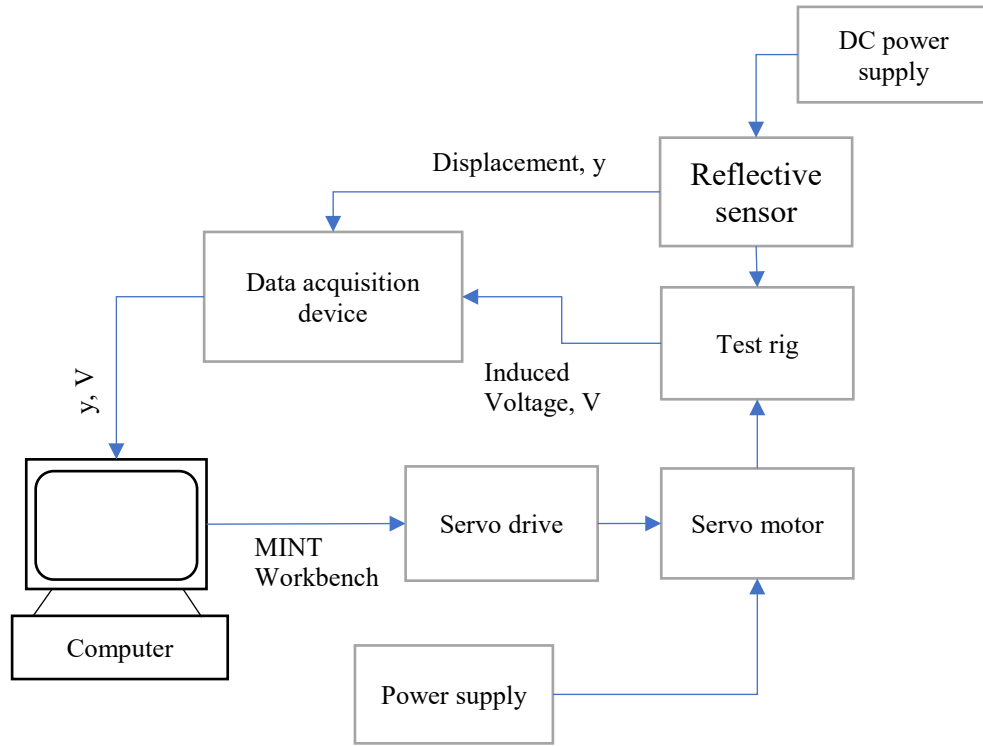 DC power
supply
Displacement, y
Reflective
sensor
Data acquisition
device
Test rig
Induced
Voltage, V
y, V
Servo drive
Servo motor
MINT
Workbench
Computer
Power supply